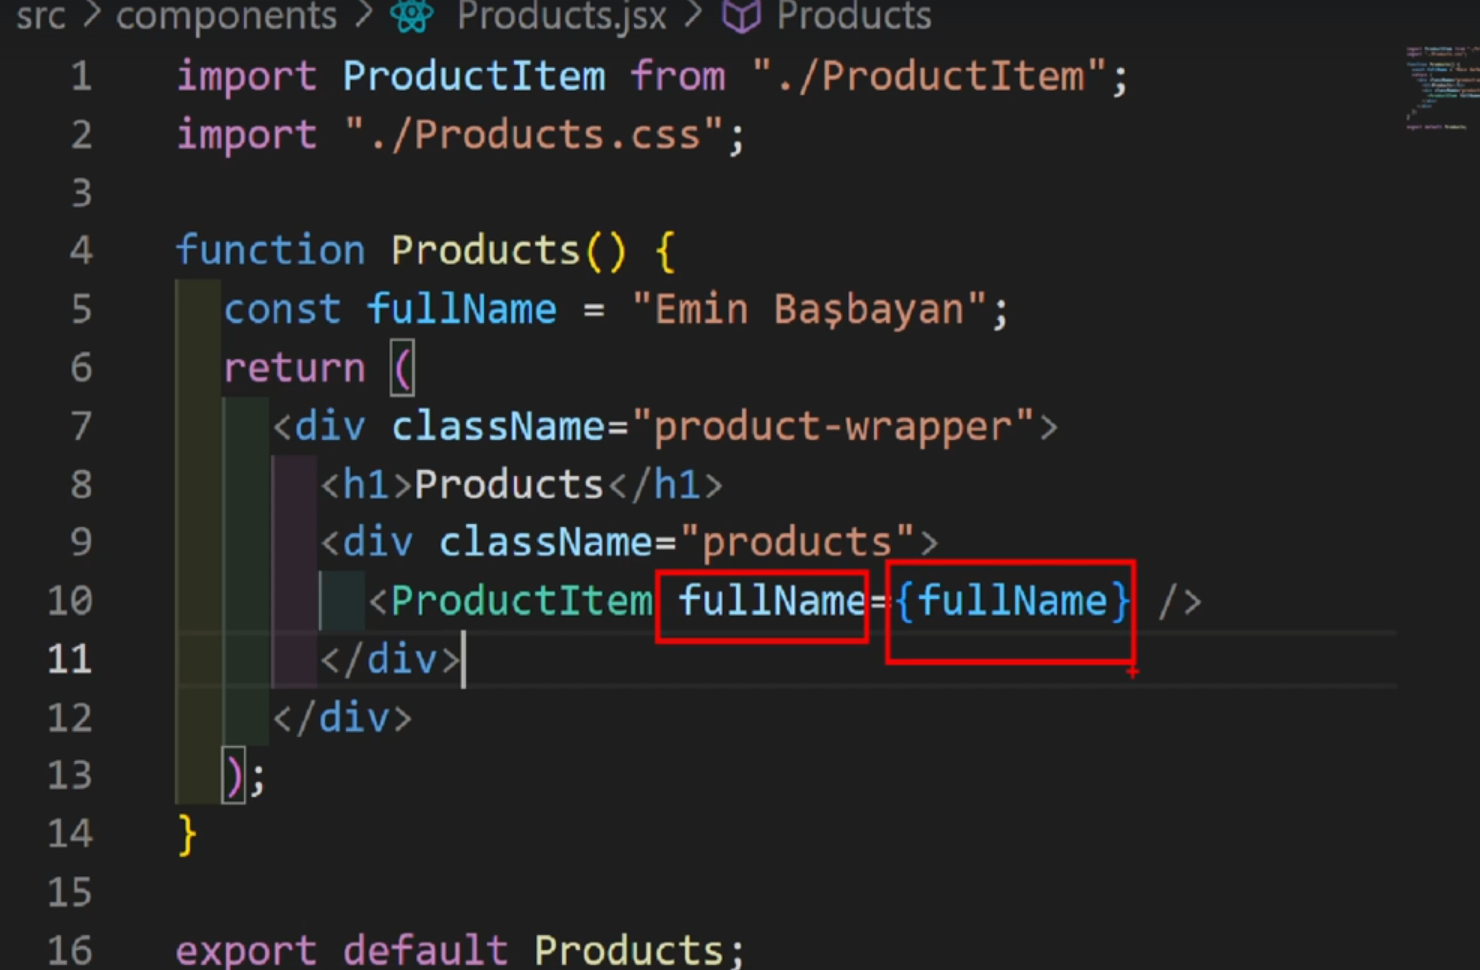 src > components > Products.jsx > Products
1 import ProductItem from "./ProductItem";
2 import "./Products.css";
3
4 function Products() {
5 const fullName = "Emin Başbayan";
6 return (
7 <div className="product-wrapper">
8 <h1>Products</h1>
9 <div className="products">
10 <ProductItem fullName={fullName} />
11 </div>
12 </div>
13 );
14 }
15
16 export default Products;